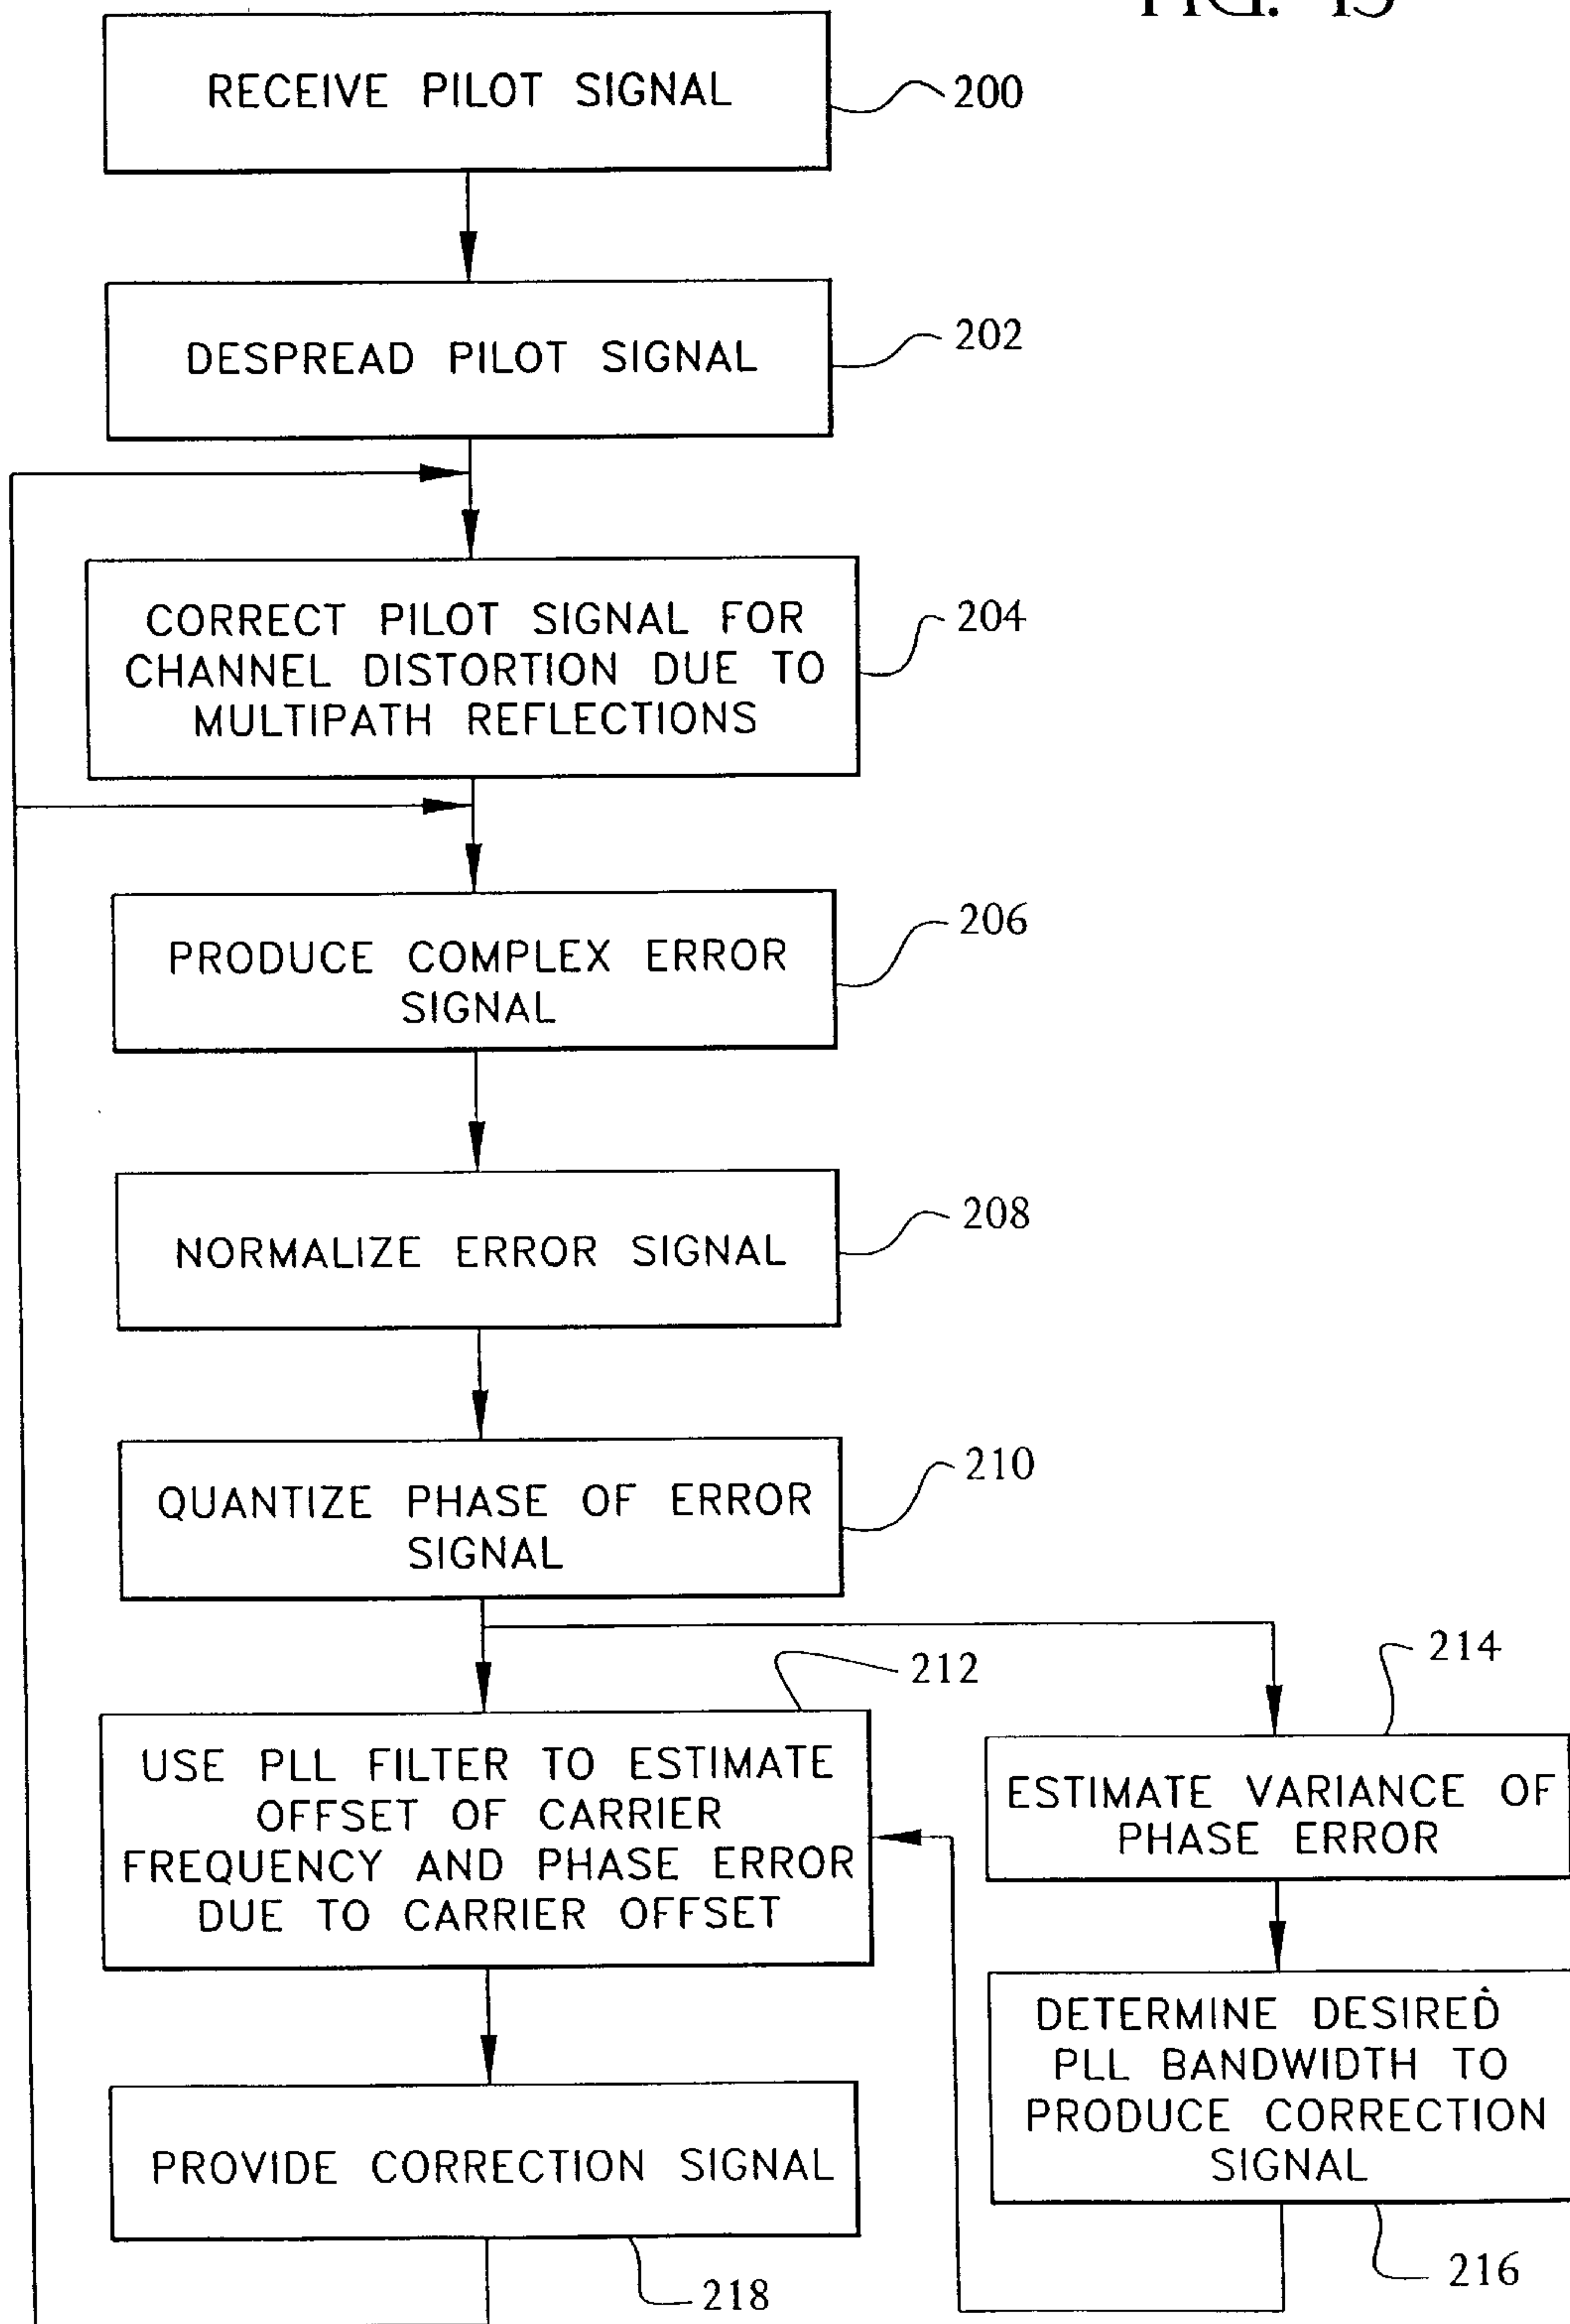 RECEIVE PILOT SIGNAL
200
DESPREAD PILOT SIGNAL
202
CORRECT PILOT SIGNAL FOR
CHANNEL DISTORTION DUE TO
MULTIPATH REFLECTIONS
204
PRODUCE COMPLEX ERROR
SIGNAL
206
NORMALIZE ERROR SIGNAL
208
QUANTIZE PHASE OF ERROR
SIGNAL
210
212
USE PLL FILTER TO ESTIMATE
OFFSET OF CARRIER
FREQUENCY AND PHASE ERROR
DUE TO CARRIER OFFSET
214
ESTIMATE VARIANCE OF
PHASE ERROR
DETERMINE DESIRED
PLL BANDWIDTH TO
PRODUCE CORRECTION
SIGNAL
216
PROVIDE CORRECTION SIGNAL
218